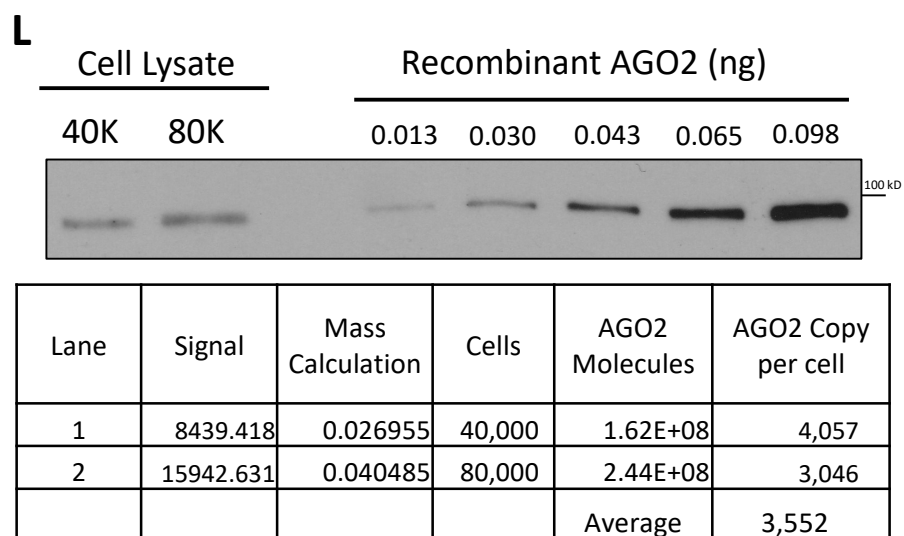 L
Cell Lysate
Recombinant AGO2 (ng)
40K 80K 0.013 0.030 0.043 0.065 0.098
100 kD
Lane Signal Mass Calculation Cells AGO2 Molecules AGO2 Copy per cell
1 8439.418 0.026955 40,000 1.62E+08 4,057
2 15942.631 0.040485 80,000 2.44E+08 3,046
Average 3,552